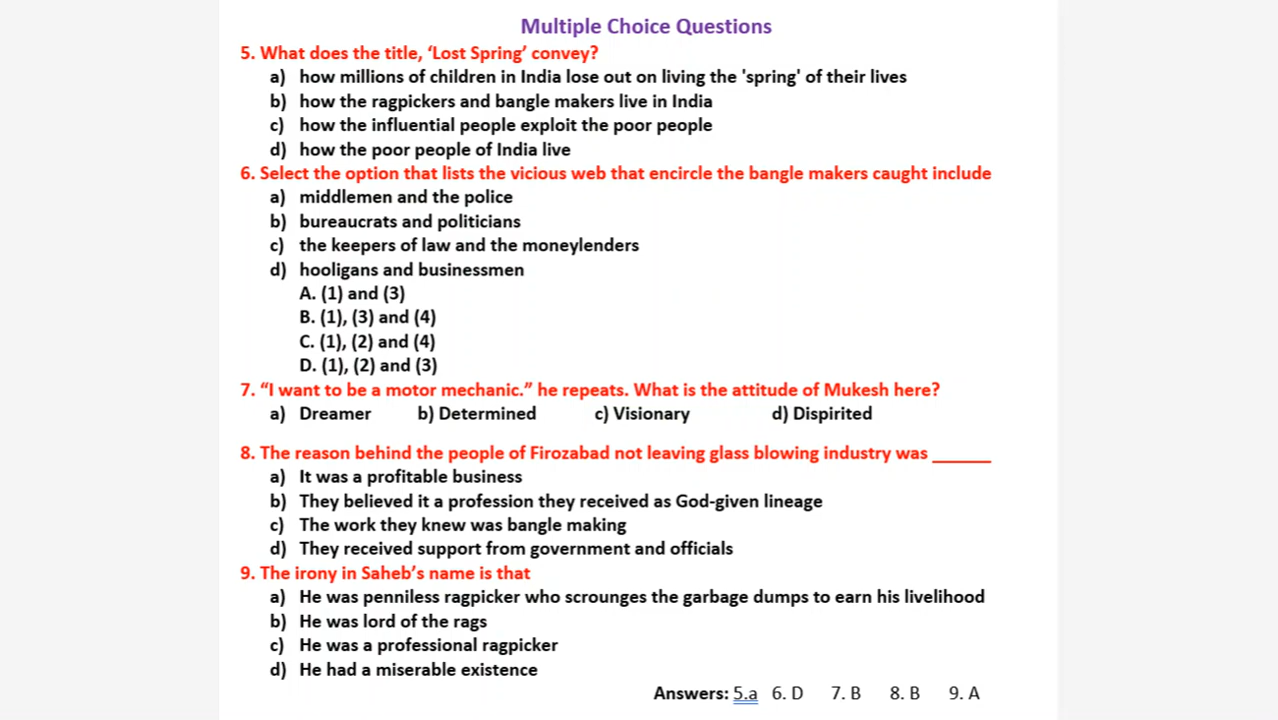 Multiple Choice Questions
5. What does the title, ‘Lost Spring’ convey?
a) how millions of children in India lose out on living the 'spring' of their lives
b) how the ragpickers and bangle makers live in India
c) how the influential people exploit the poor people
d) how the poor people of India live
6. Select the option that lists the vicious web that encircle the bangle makers caught include
a) middlemen and the police
b) bureaucrats and politicians
c) the keepers of law and the moneylenders
d) hooligans and businessmen
A. (1) and (3)
B. (1), (3) and (4)
C. (1), (2) and (4)
D. (1), (2) and (3)
7. “I want to be a motor mechanic.” he repeats. What is the attitude of Mukesh here?
a) Dreamer b) Determined c) Visionary d) Dispirited
8. The reason behind the people of Firozabad not leaving glass blowing industry was ______
a) It was a profitable business
b) They believed it a profession they received as God-given lineage
c) The work they knew was bangle making
d) They received support from government and officials
9. The irony in Saheb’s name is that
a) He was penniless ragpicker who scrounges the garbage dumps to earn his livelihood
b) He was lord of the rags
c) He was a professional ragpicker
d) He had a miserable existence
Answers: 5.a 6. D 7. B 8. B 9. A